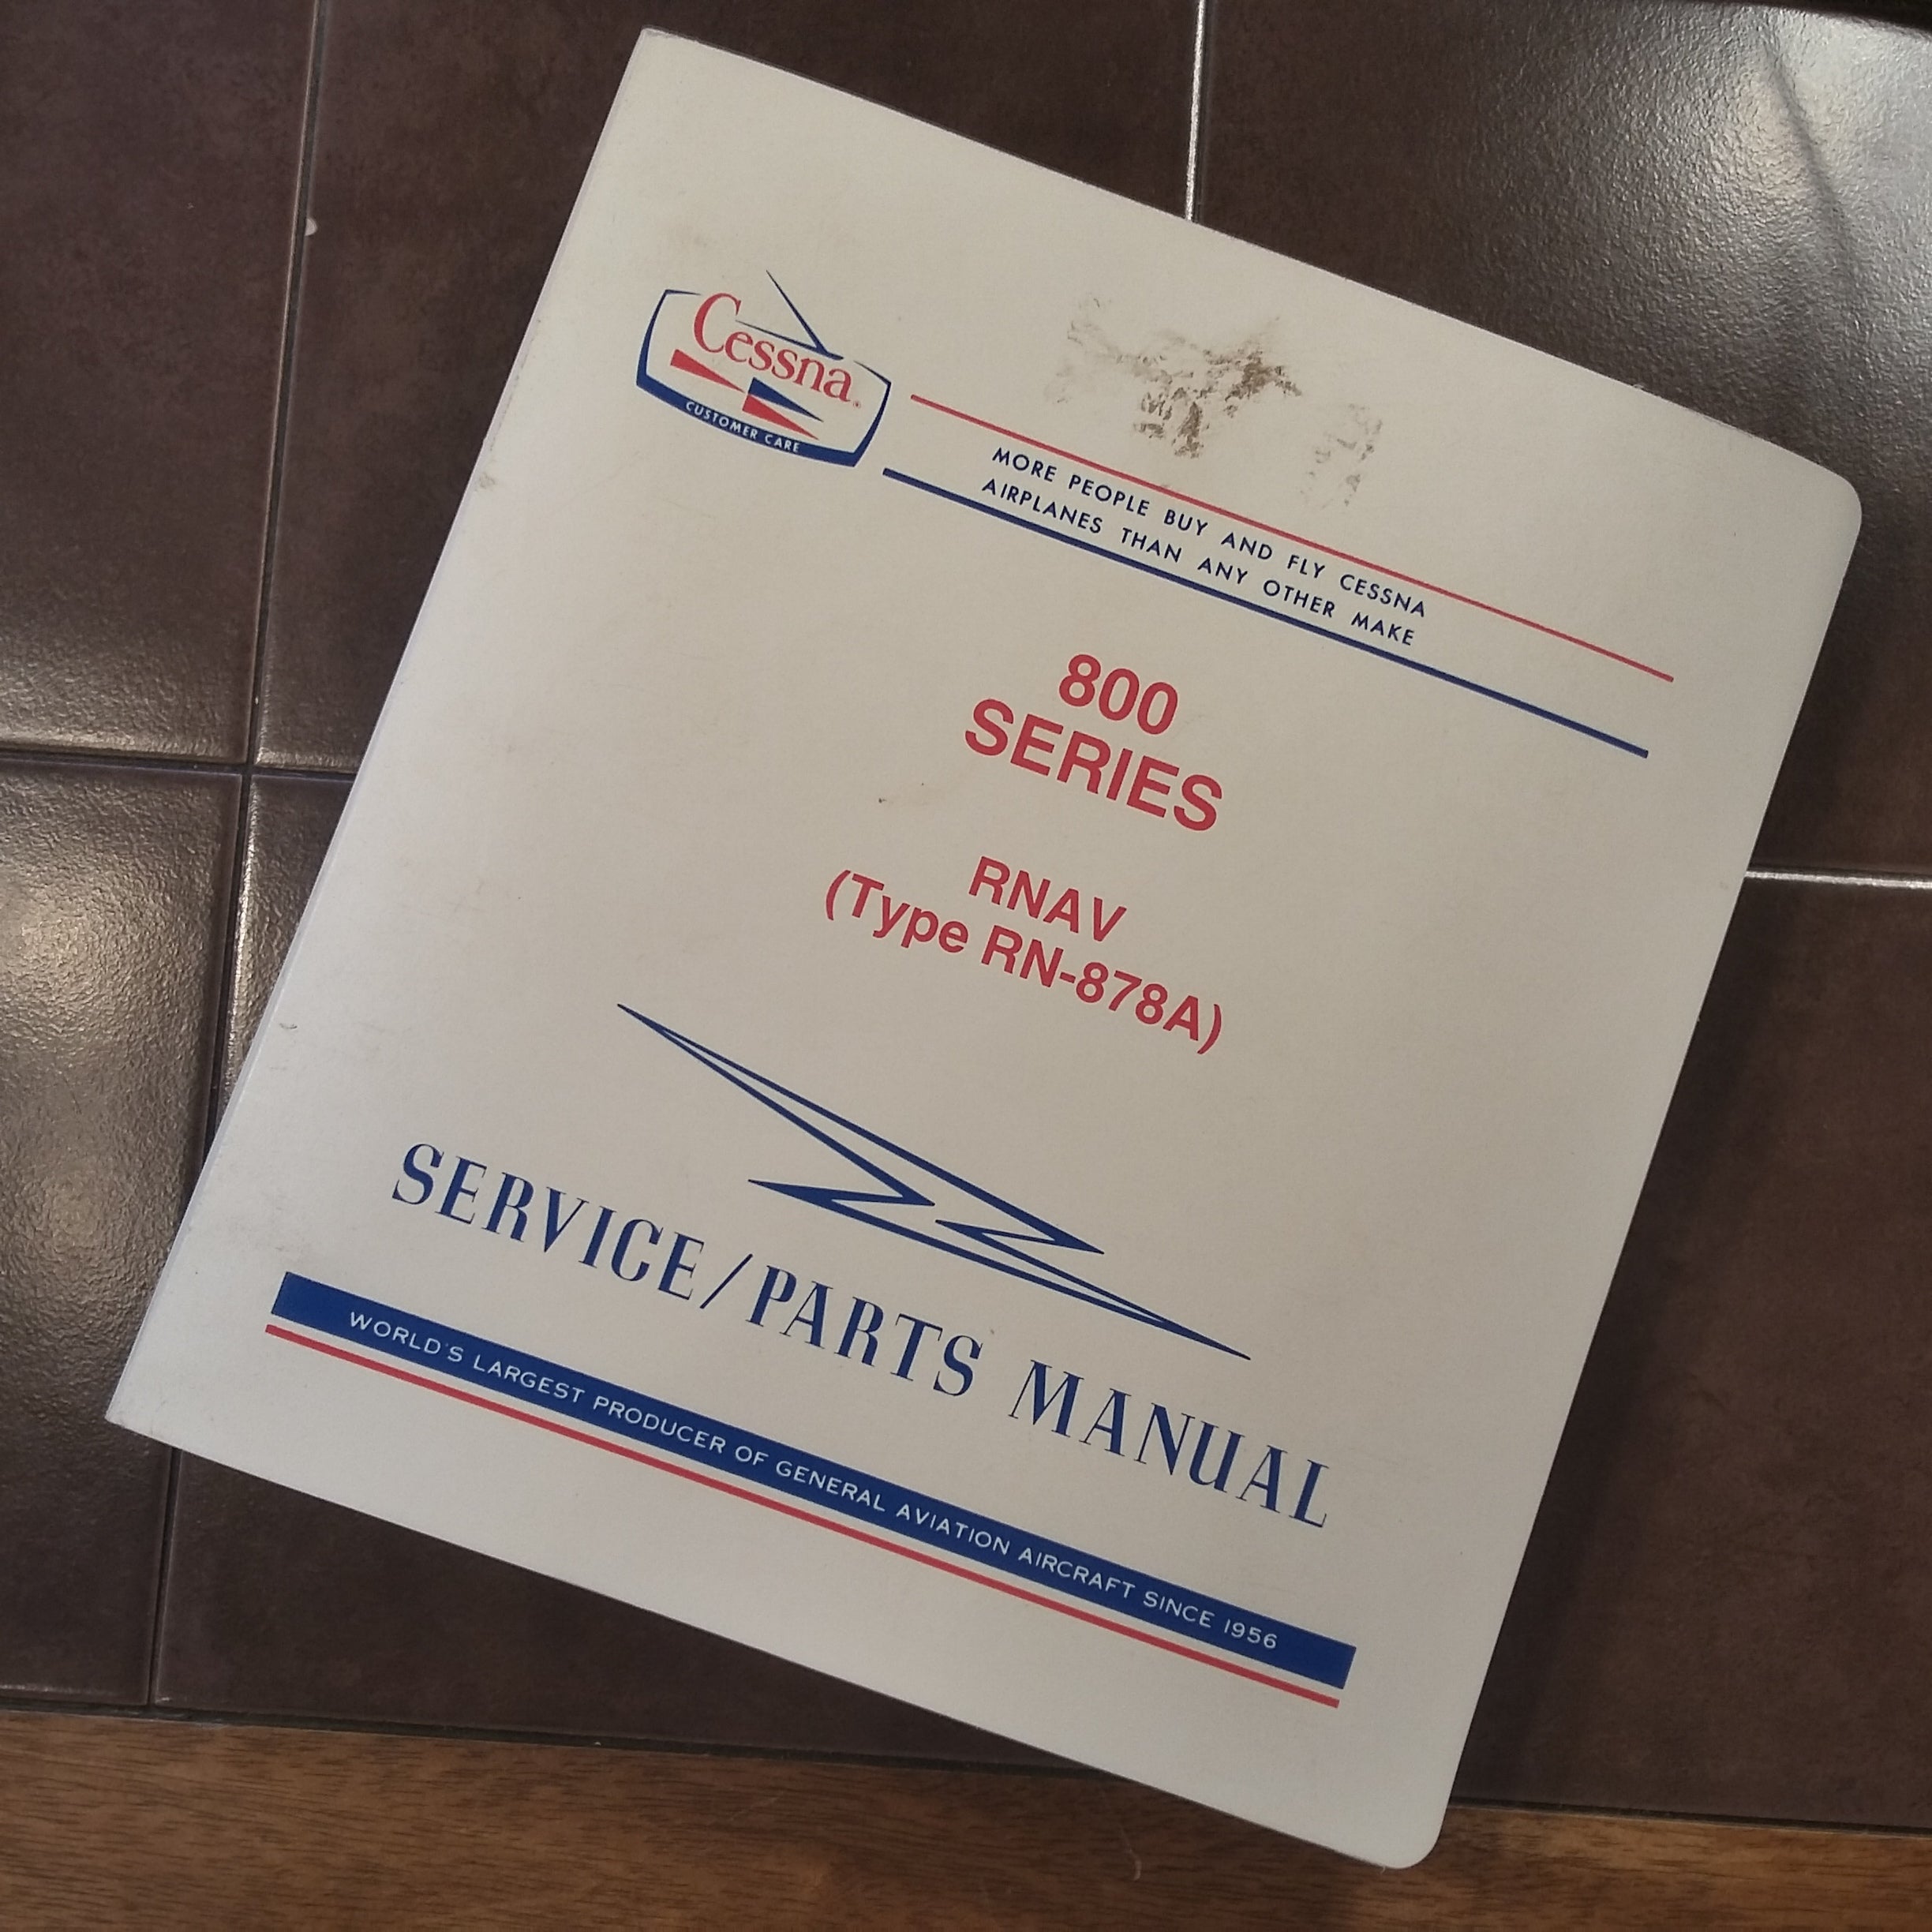 Cessna
CUSTOMER CARE
MORE PEOPLE BUY AND FLY CESSNA
AIRPLANES THAN ANY OTHER MAKE
800
SERIES
RNAV
(Type RN-878A)
SERVICE/PARTS MANUAL
WORLD'S LARGEST PRODUCER OF GENERAL AVIATION AIRCRAFT SINCE 1956